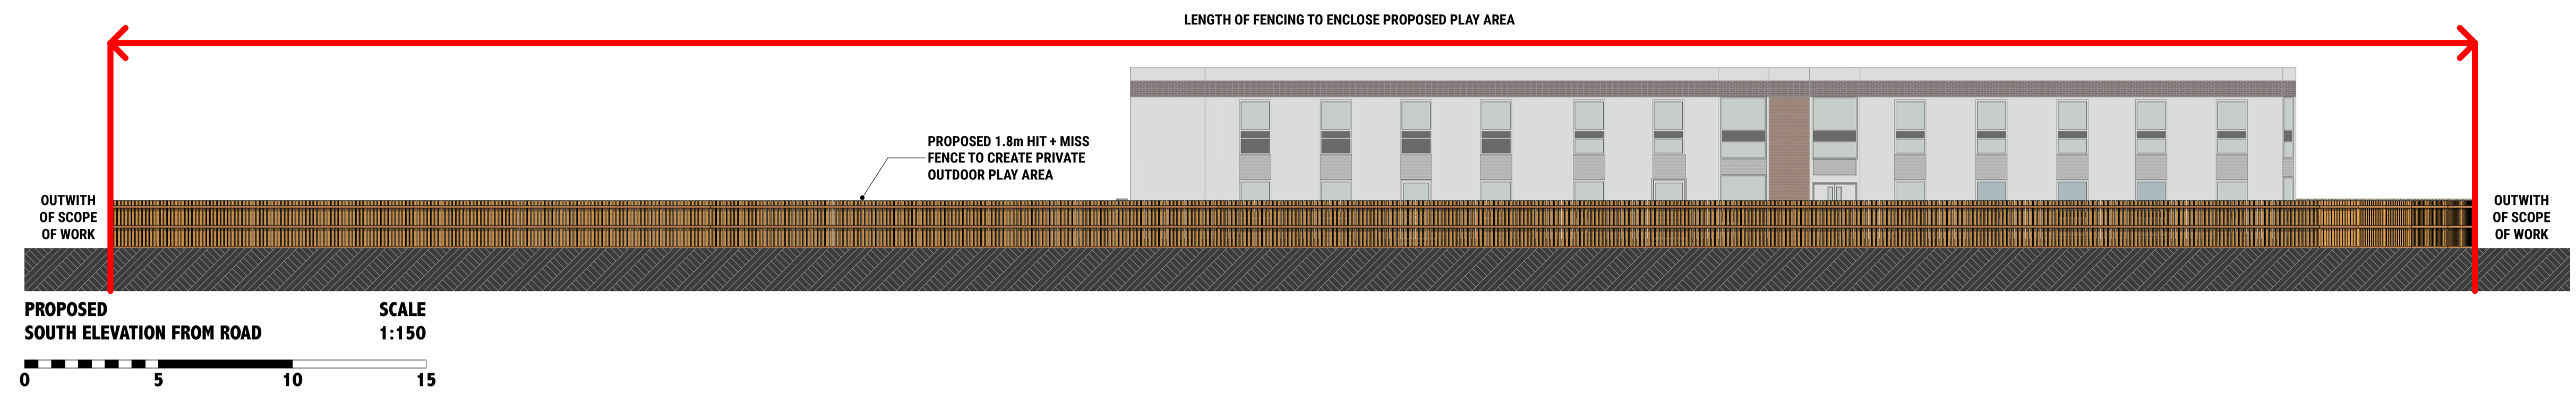 LENGTH OF FENCING TO ENCLOSE PROPOSED PLAY AREA
PROPOSED 1.8m HIT + MISS
FENCE TO CREATE PRIVATE
OUTDOOR PLAY AREA
OUTWITH
OF SCOPE
OF WORK
OUTWITH
OF SCOPE
OF WORK
PROPOSED
SOUTH ELEVATION FROM ROAD
SCALE
1:150
0 5 10 15